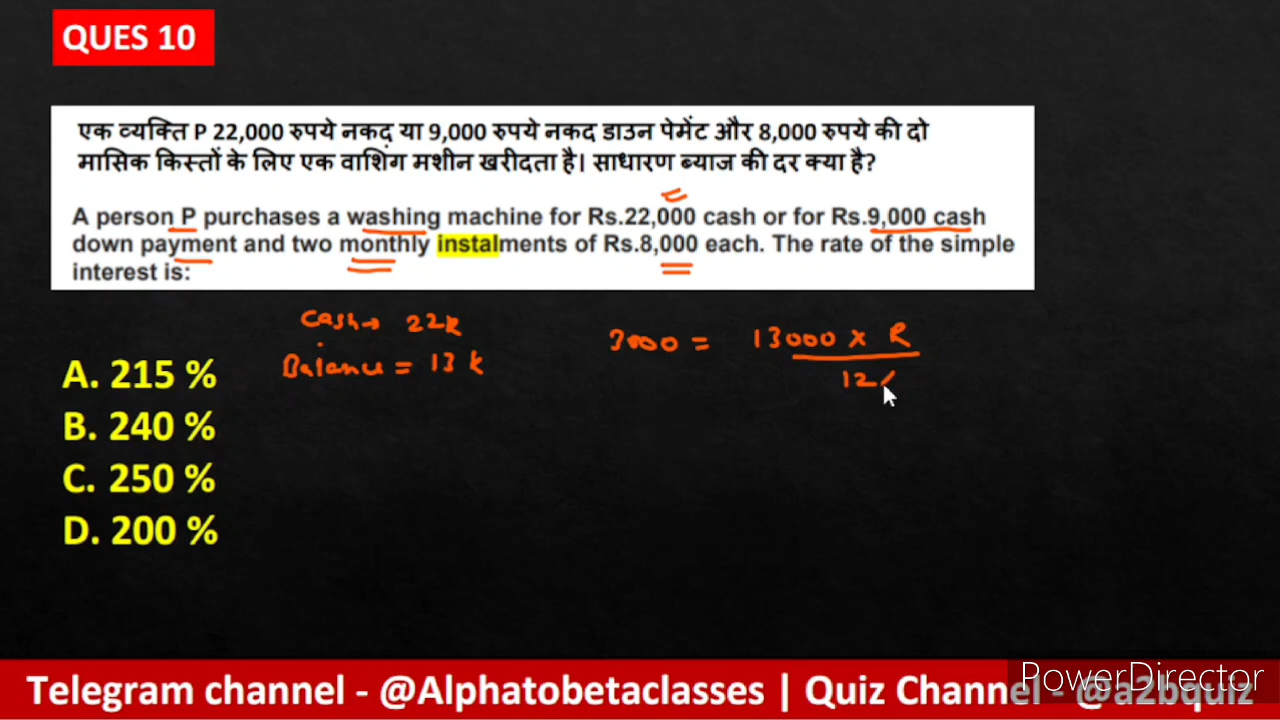 QUES 10
एक व्यक्ति P 22,000 रुपये नकद या 9,000 रुपये नकद डाउन पेमेंट और 8,000 रुपये की दो
मासिक किस्तों के लिए एक वाशिंग मशीन खरीदता है। साधारण ब्याज की दर क्या है?
A person P purchases a washing machine for Rs.22,000 cash or for Rs.9,000 cash
down payment and two monthly instalments of Rs.8,000 each. The rate of the simple
interest is:
Cash → 22k
Balance = 13 k
3000 = 13000 x R
12
A. 215 %
B. 240 %
C. 250 %
D. 200 %
Telegram channel - @Alphatobetaclasses | Quiz Channel - @a2bquiz
PowerDirector